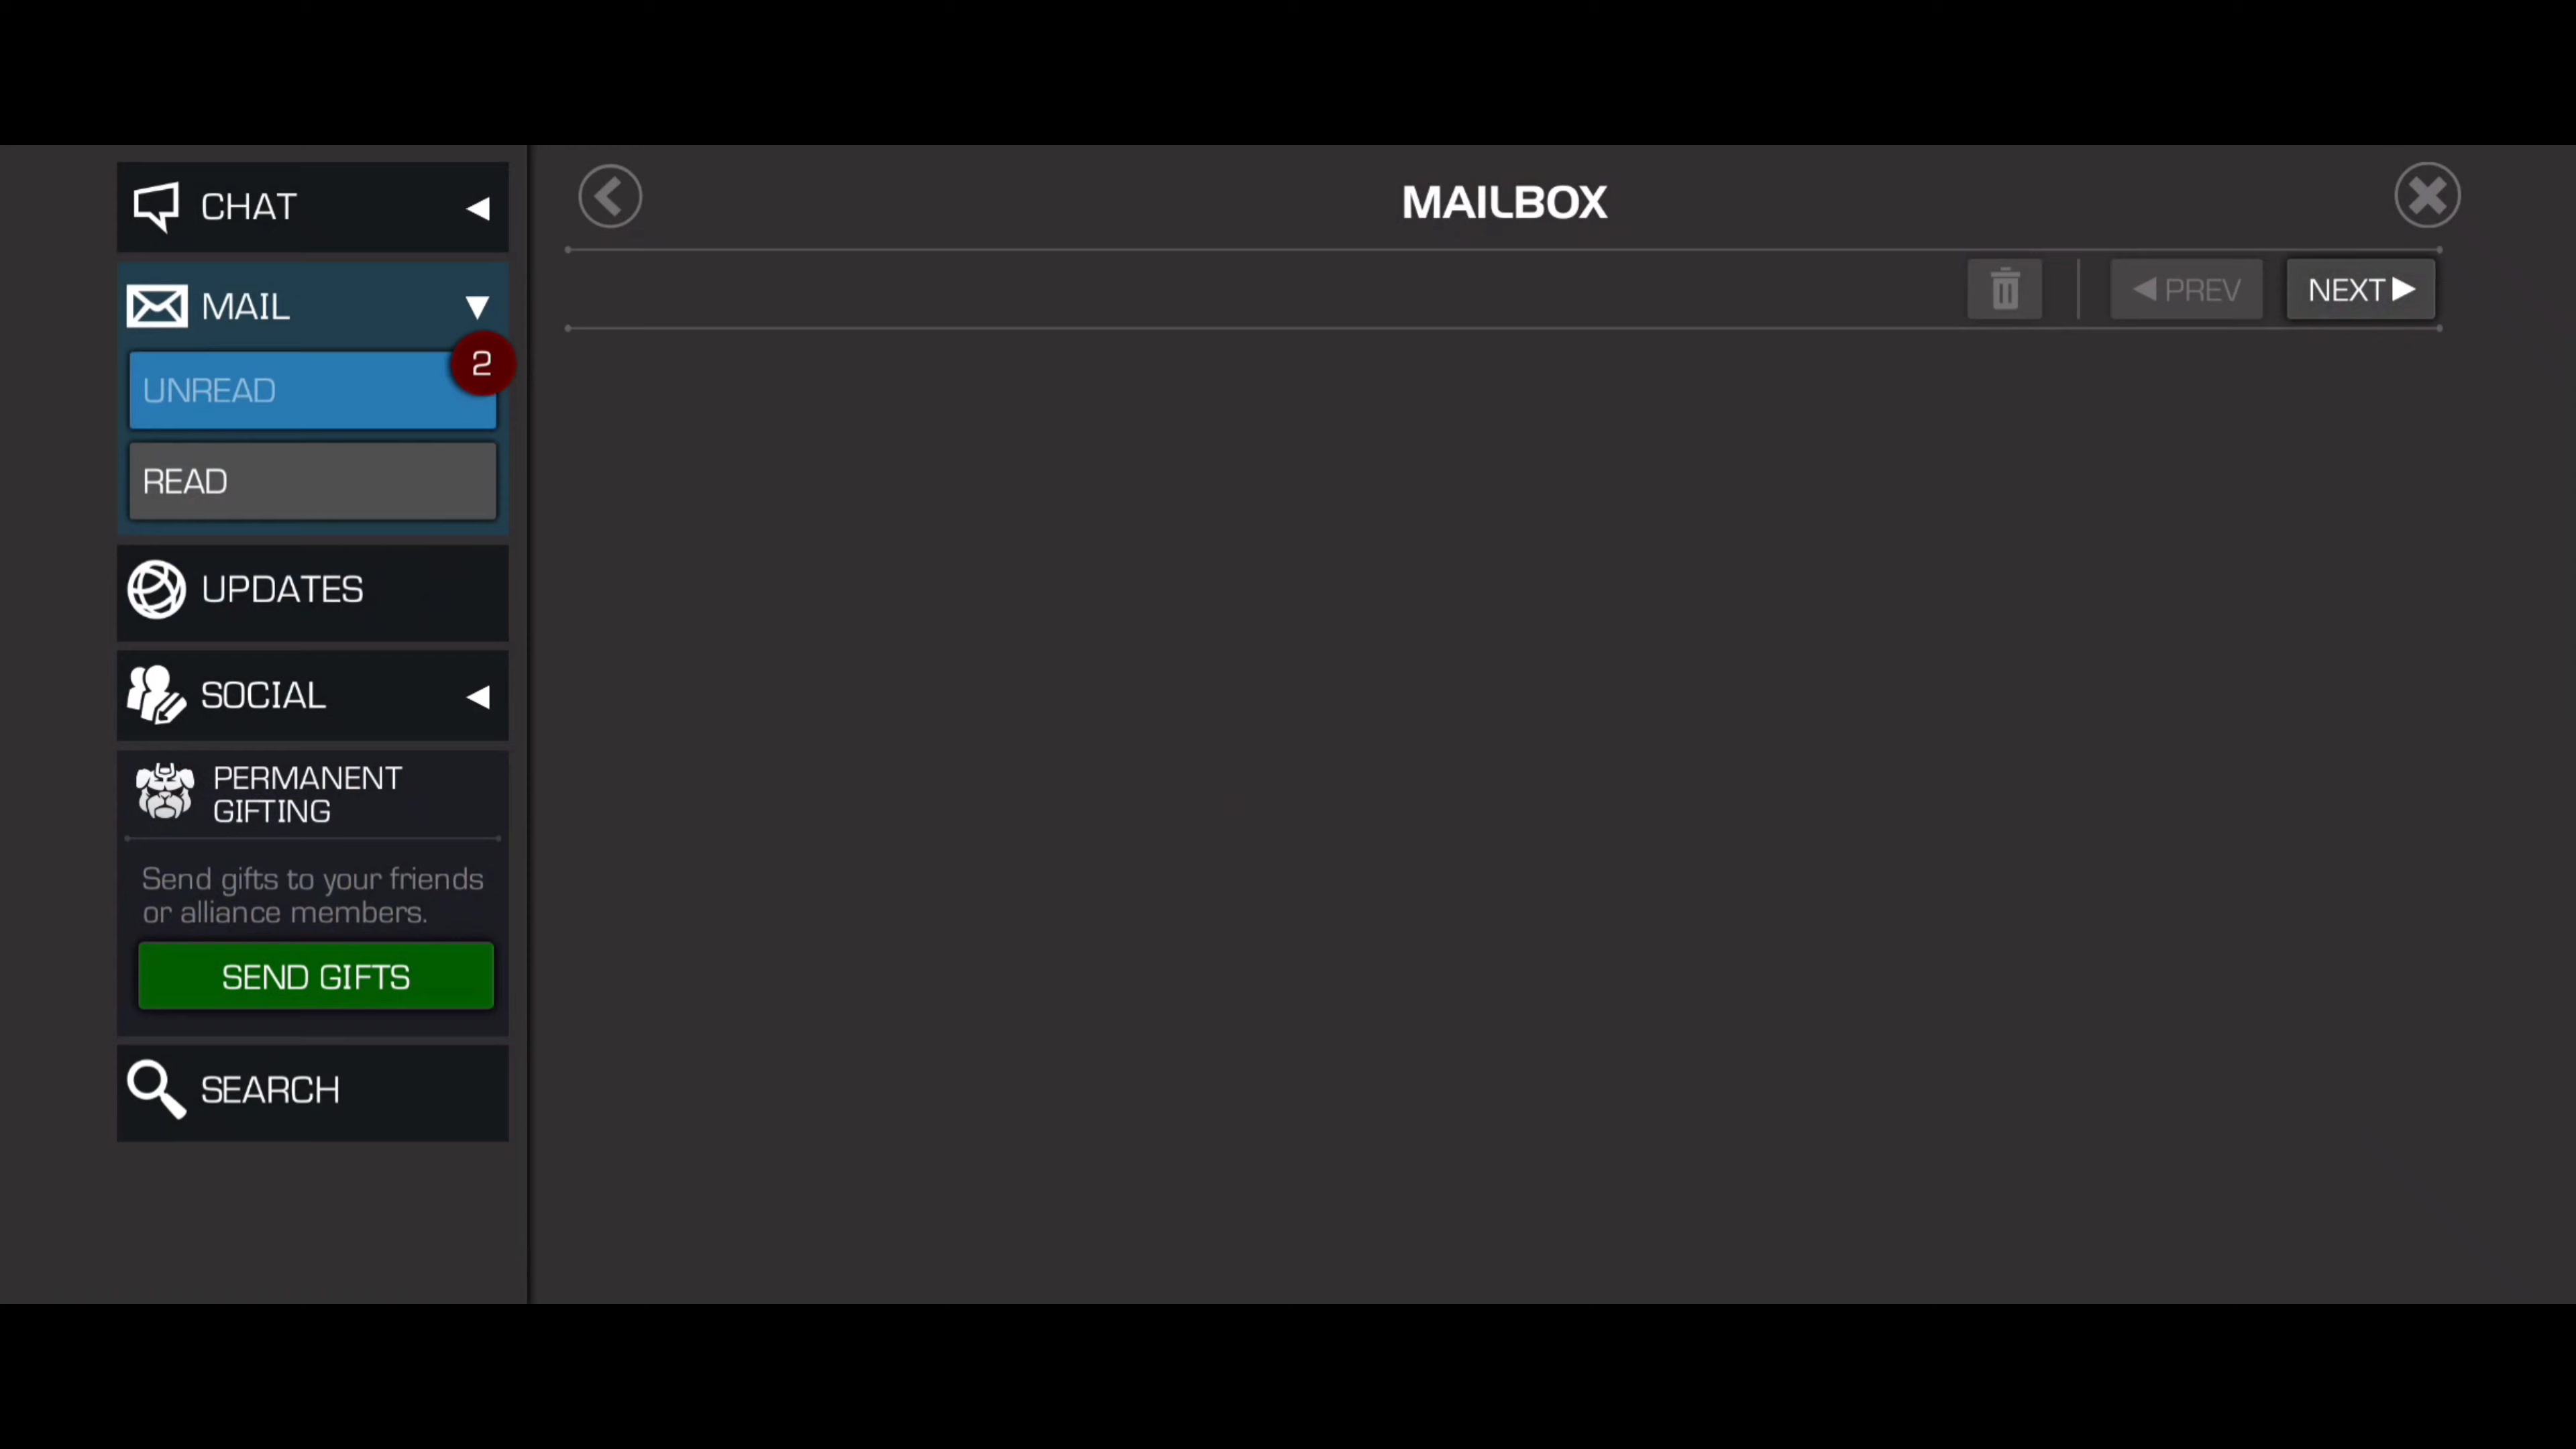 CHAT
MAIL
2
UNREAD
READ
UPDATES
SOCIAL
PERMANENT
GIFTING
Send gifts to your friends
or alliance members.
SEND GIFTS
SEARCH
MAILBOX
PREV
NEXT